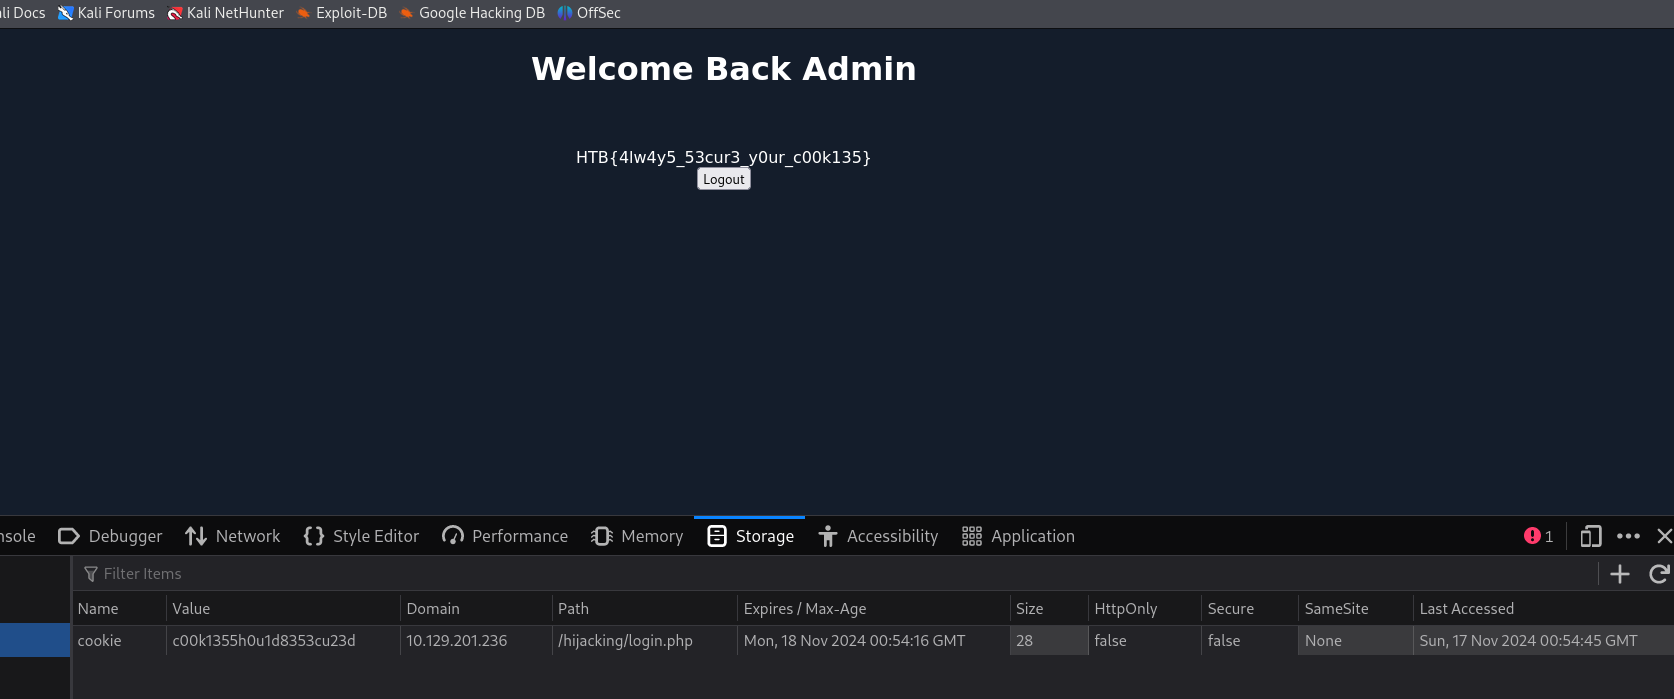 li Docs Kali Forums Kali NetHunter Exploit-DB Google Hacking DB OffSec
Welcome Back Admin
HTB{4lw4y5_53cur3_y0ur_c00k135}
Logout
nsole Debugger Network Style Editor Performance Memory Storage Accessibility Application 1
Filter Items
Name Value Domain Path Expires / Max-Age Size HttpOnly Secure SameSite Last Accessed
cookie c00k1355h0u1d8353cu23d 10.129.201.236 /hijacking/login.php Mon, 18 Nov 2024 00:54:16 GMT 28 false false None Sun, 17 Nov 2024 00:54:45 GMT